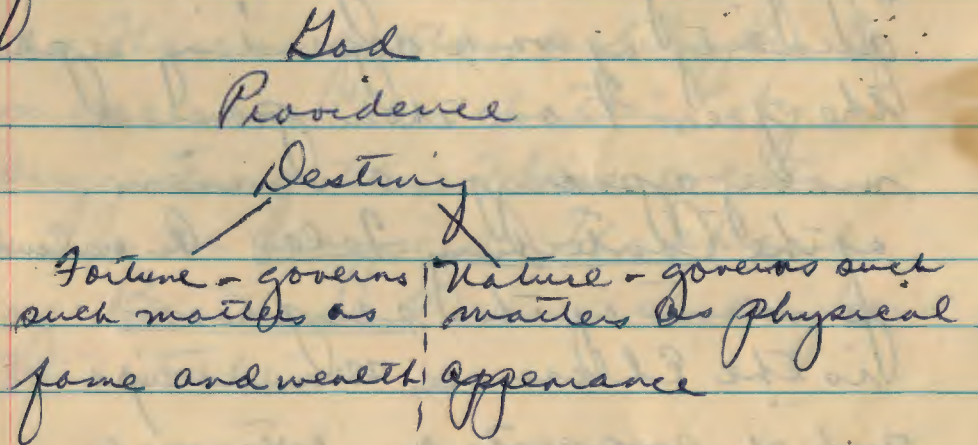 God
Providence
Destiny
Fortune - governs such matters as fame and wealth
Nature - governs such matters as physical appearance